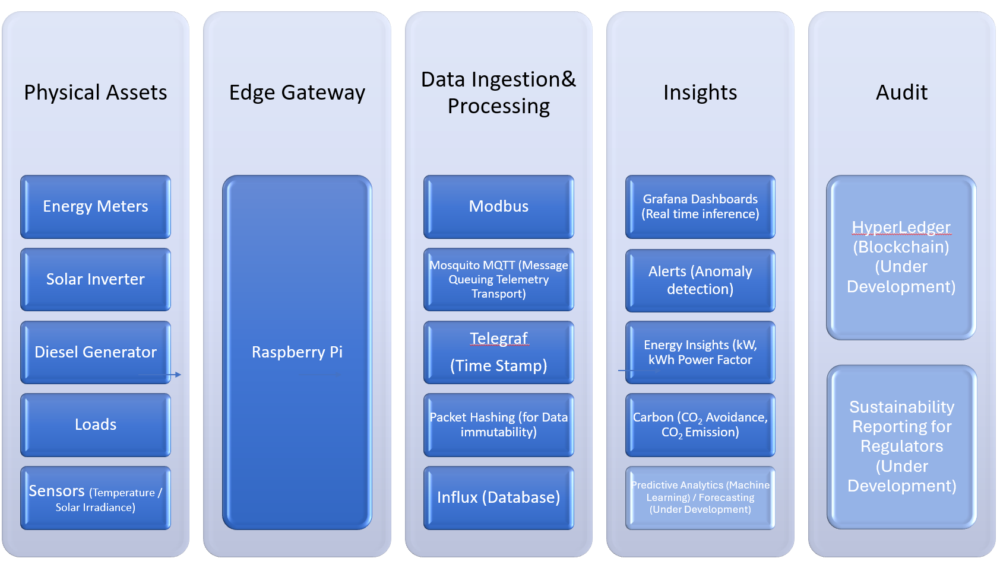 Physical Assets
Energy Meters
Solar Inverter
Diesel Generator
Loads
Sensors (Temperature /
Solar Irradiance)
Edge Gateway
Raspberry Pi
Data Ingestion&
Processing
Modbus
Mosquito MQTT (Message
Queuing Telemetry
Transport)
Telegraf
(Time Stamp)
Packet Hashing (for Data
immutability)
Influx (Database)
Insights
Grafana Dashboards
(Real time inference)
Alerts (Anomaly
detection)
Energy Insights (kW,
kWh Power Factor
Carbon (CO₂ Avoidance,
CO₂ Emission)
Predictive Analytics (Machine
Learning) / Forecasting
(Under Development)
Audit
HyperLedger
(Blockchain)
(Under
Development)
Sustainability
Reporting for
Regulators
(Under
Development)